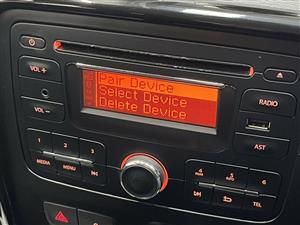 Pair Device
Select Device
Delete Device
VOL +
VOL -
RADIO
AST
1
2
3
4
5
6
MEDIA
MENU
TEL